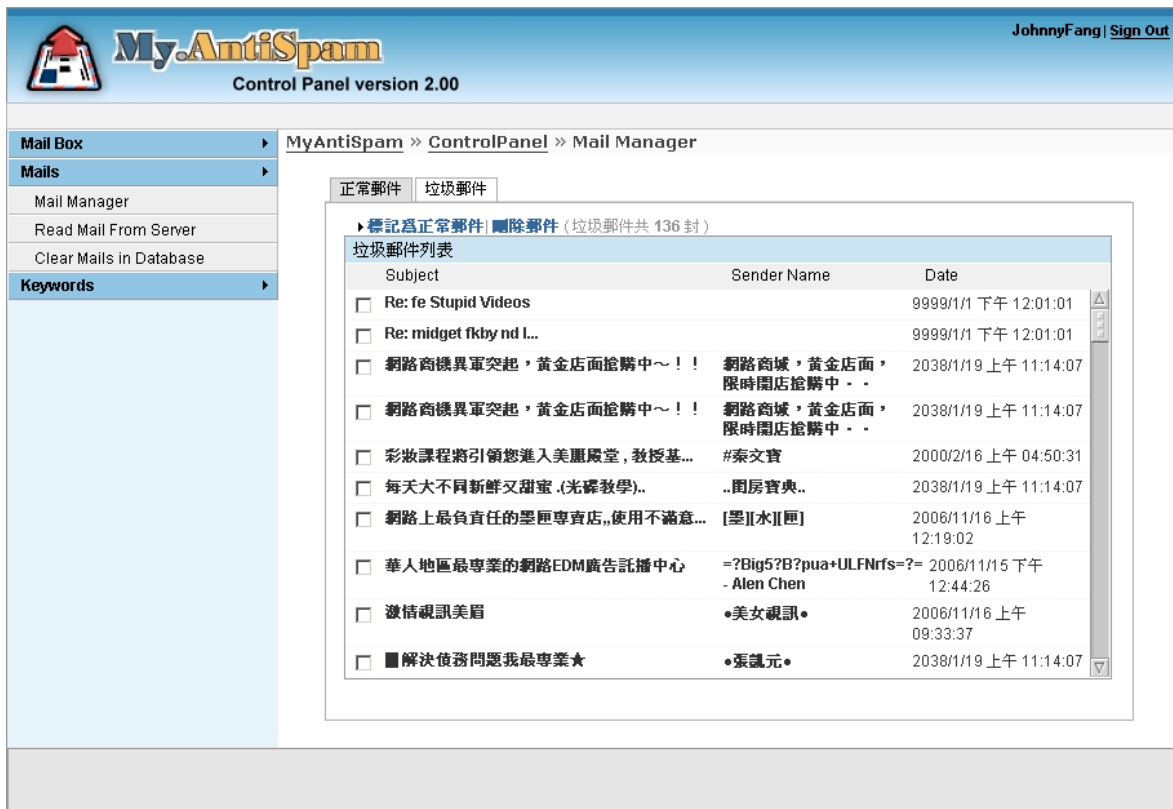 JohnnyFang | Sign Out
My.AntiSpam
Control Panel version 2.00
Mail Box
Mails
Mail Manager
Read Mail From Server
Clear Mails in Database
Keywords
MyAntiSpam » ControlPanel » Mail Manager
正常郵件 垃圾郵件
標記為正常郵件 | 刪除郵件 (垃圾郵件共 136 封)
垃圾郵件列表
Subject Sender Name Date
Re: fe Stupid Videos 9999/1/1 下午 12:01:01
Re: midget fkby nd l... 9999/1/1 下午 12:01:01
網路商機異軍突起，黃金店面搶購中～！！ 網路商城，黃金店面， 2038/1/19 上午 11:14:07
限時開店搶購中．．
網路商機異軍突起，黃金店面搶購中～！！ 網路商城，黃金店面， 2038/1/19 上午 11:14:07
限時開店搶購中．．
彩妝課程將引領您進入美麗殿堂 , 教授基... #秦文寶 2000/2/16 上午 04:50:31
每天大不同新鮮又甜蜜 .(光碟教學).. ..閨房寶典.. 2038/1/19 上午 11:14:07
網路上最負責任的墨匣專賣店,,使用不滿意... [墨][水][匣] 2006/11/16 上午
12:19:02
華人地區最專業的網路EDM廣告託播中心 =?Big5?B?pua+ULFNrfs=?= 2006/11/15 下午
- Alen Chen 12:44:26
激情視訊美眉 ●美女視訊● 2006/11/16 上午
09:33:37
█解決債務問題我最專業★ ●張凱元● 2038/1/19 上午 11:14:07